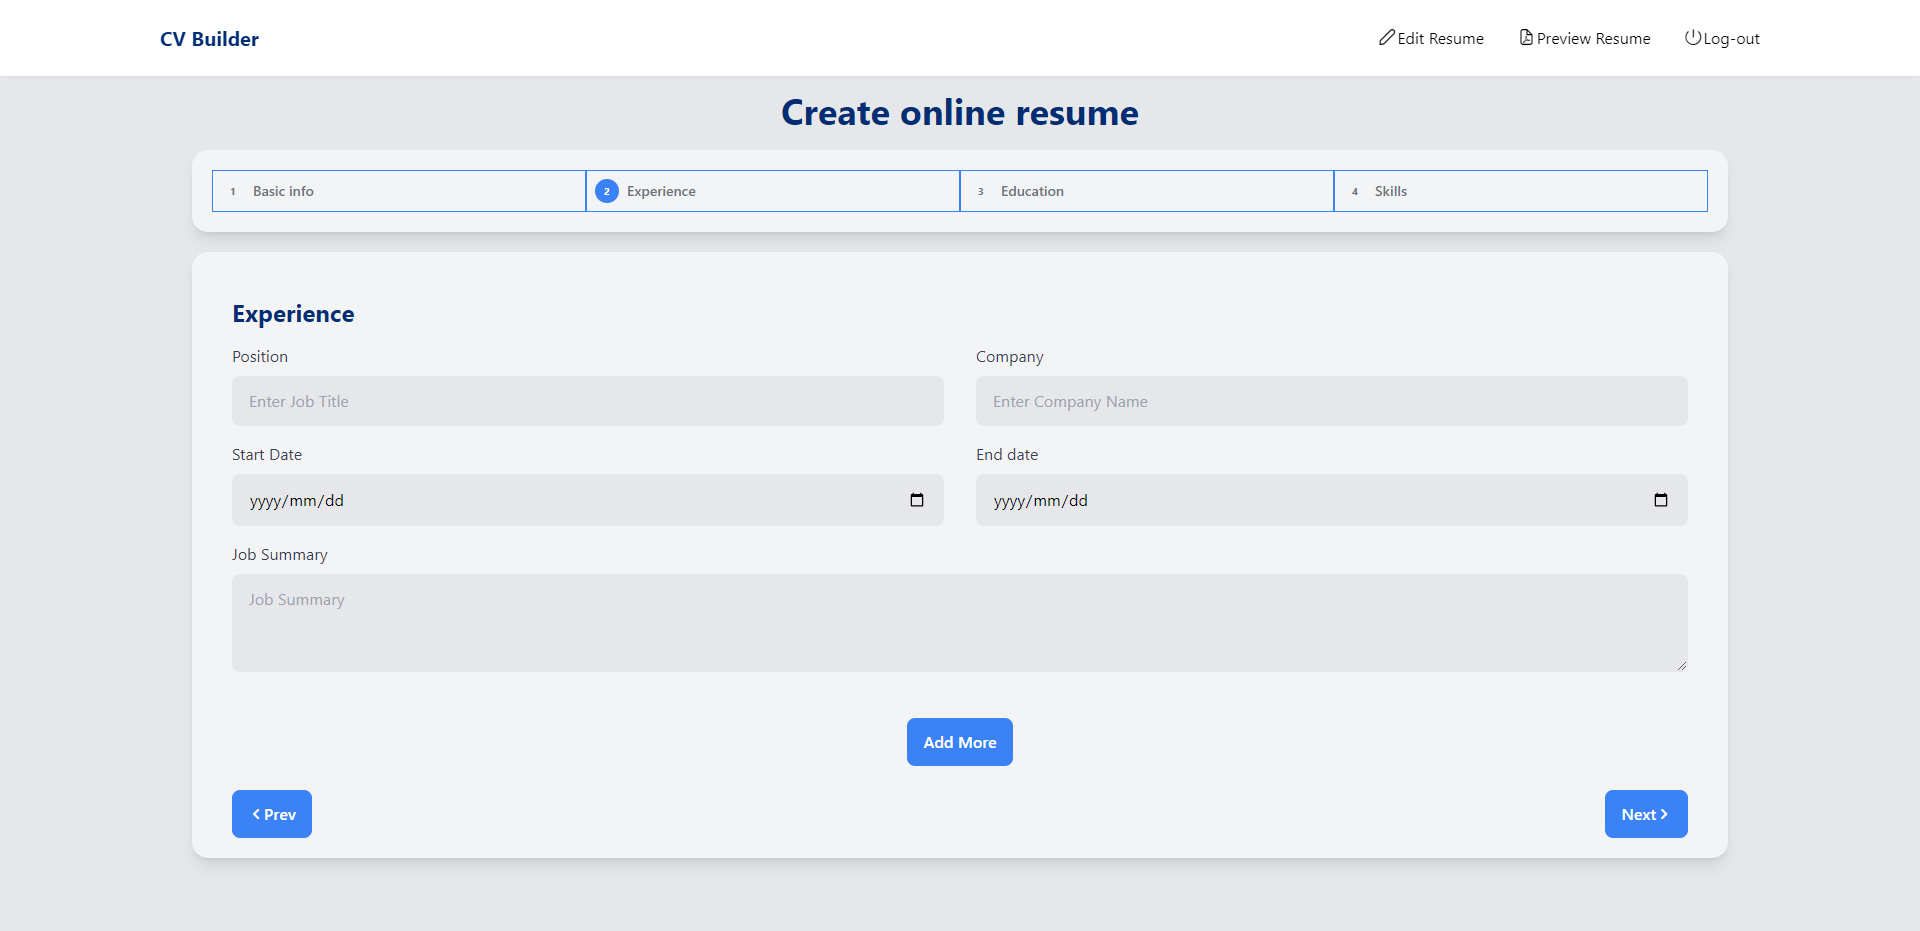 CV Builder
Edit Resume
Preview Resume
Log-out
Create online resume
1 Basic info
2 Experience
3 Education
4 Skills
Experience
Position
Company
Enter Job Title
Enter Company Name
Start Date
End date
yyyy/mm/dd
yyyy/mm/dd
Job Summary
Job Summary
Add More
Prev
Next